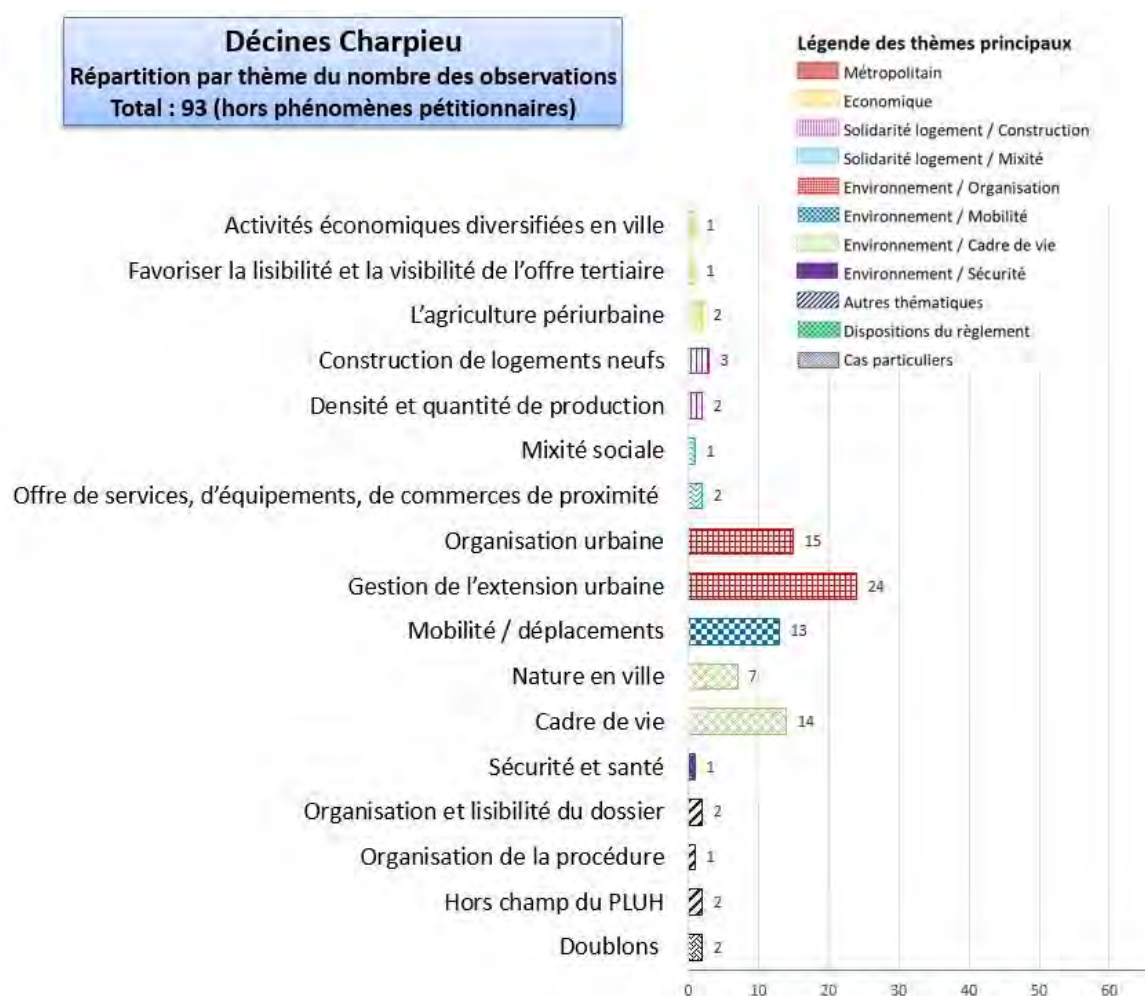 Décines Charpieu
Répartition par thème du nombre des observations
Total : 93 (hors phénomènes pétitionnaires)
Légende des thèmes principaux
Métropolitain
Economique
Solidarité logement / Construction
Solidarité logement / Mixité
Environnement / Organisation
Environnement / Mobilité
Environnement / Cadre de vie
Environnement / Sécurité
Autres thématiques
Dispositions du règlement
Cas particuliers
Activités économiques diversifiées en ville 1
Favoriser la lisibilité et la visibilité de l’offre tertiaire 1
L’agriculture périurbaine 2
Construction de logements neufs 3
Densité et quantité de production 2
Mixité sociale 1
Offre de services, d’équipements, de commerces de proximité 2
Organisation urbaine 15
Gestion de l’extension urbaine 24
Mobilité / déplacements 13
Nature en ville 7
Cadre de vie 14
Sécurité et santé 1
Organisation et lisibilité du dossier 2
Organisation de la procédure 1
Hors champ du PLUH 2
Doublons 2
0 10 20 30 40 50 60